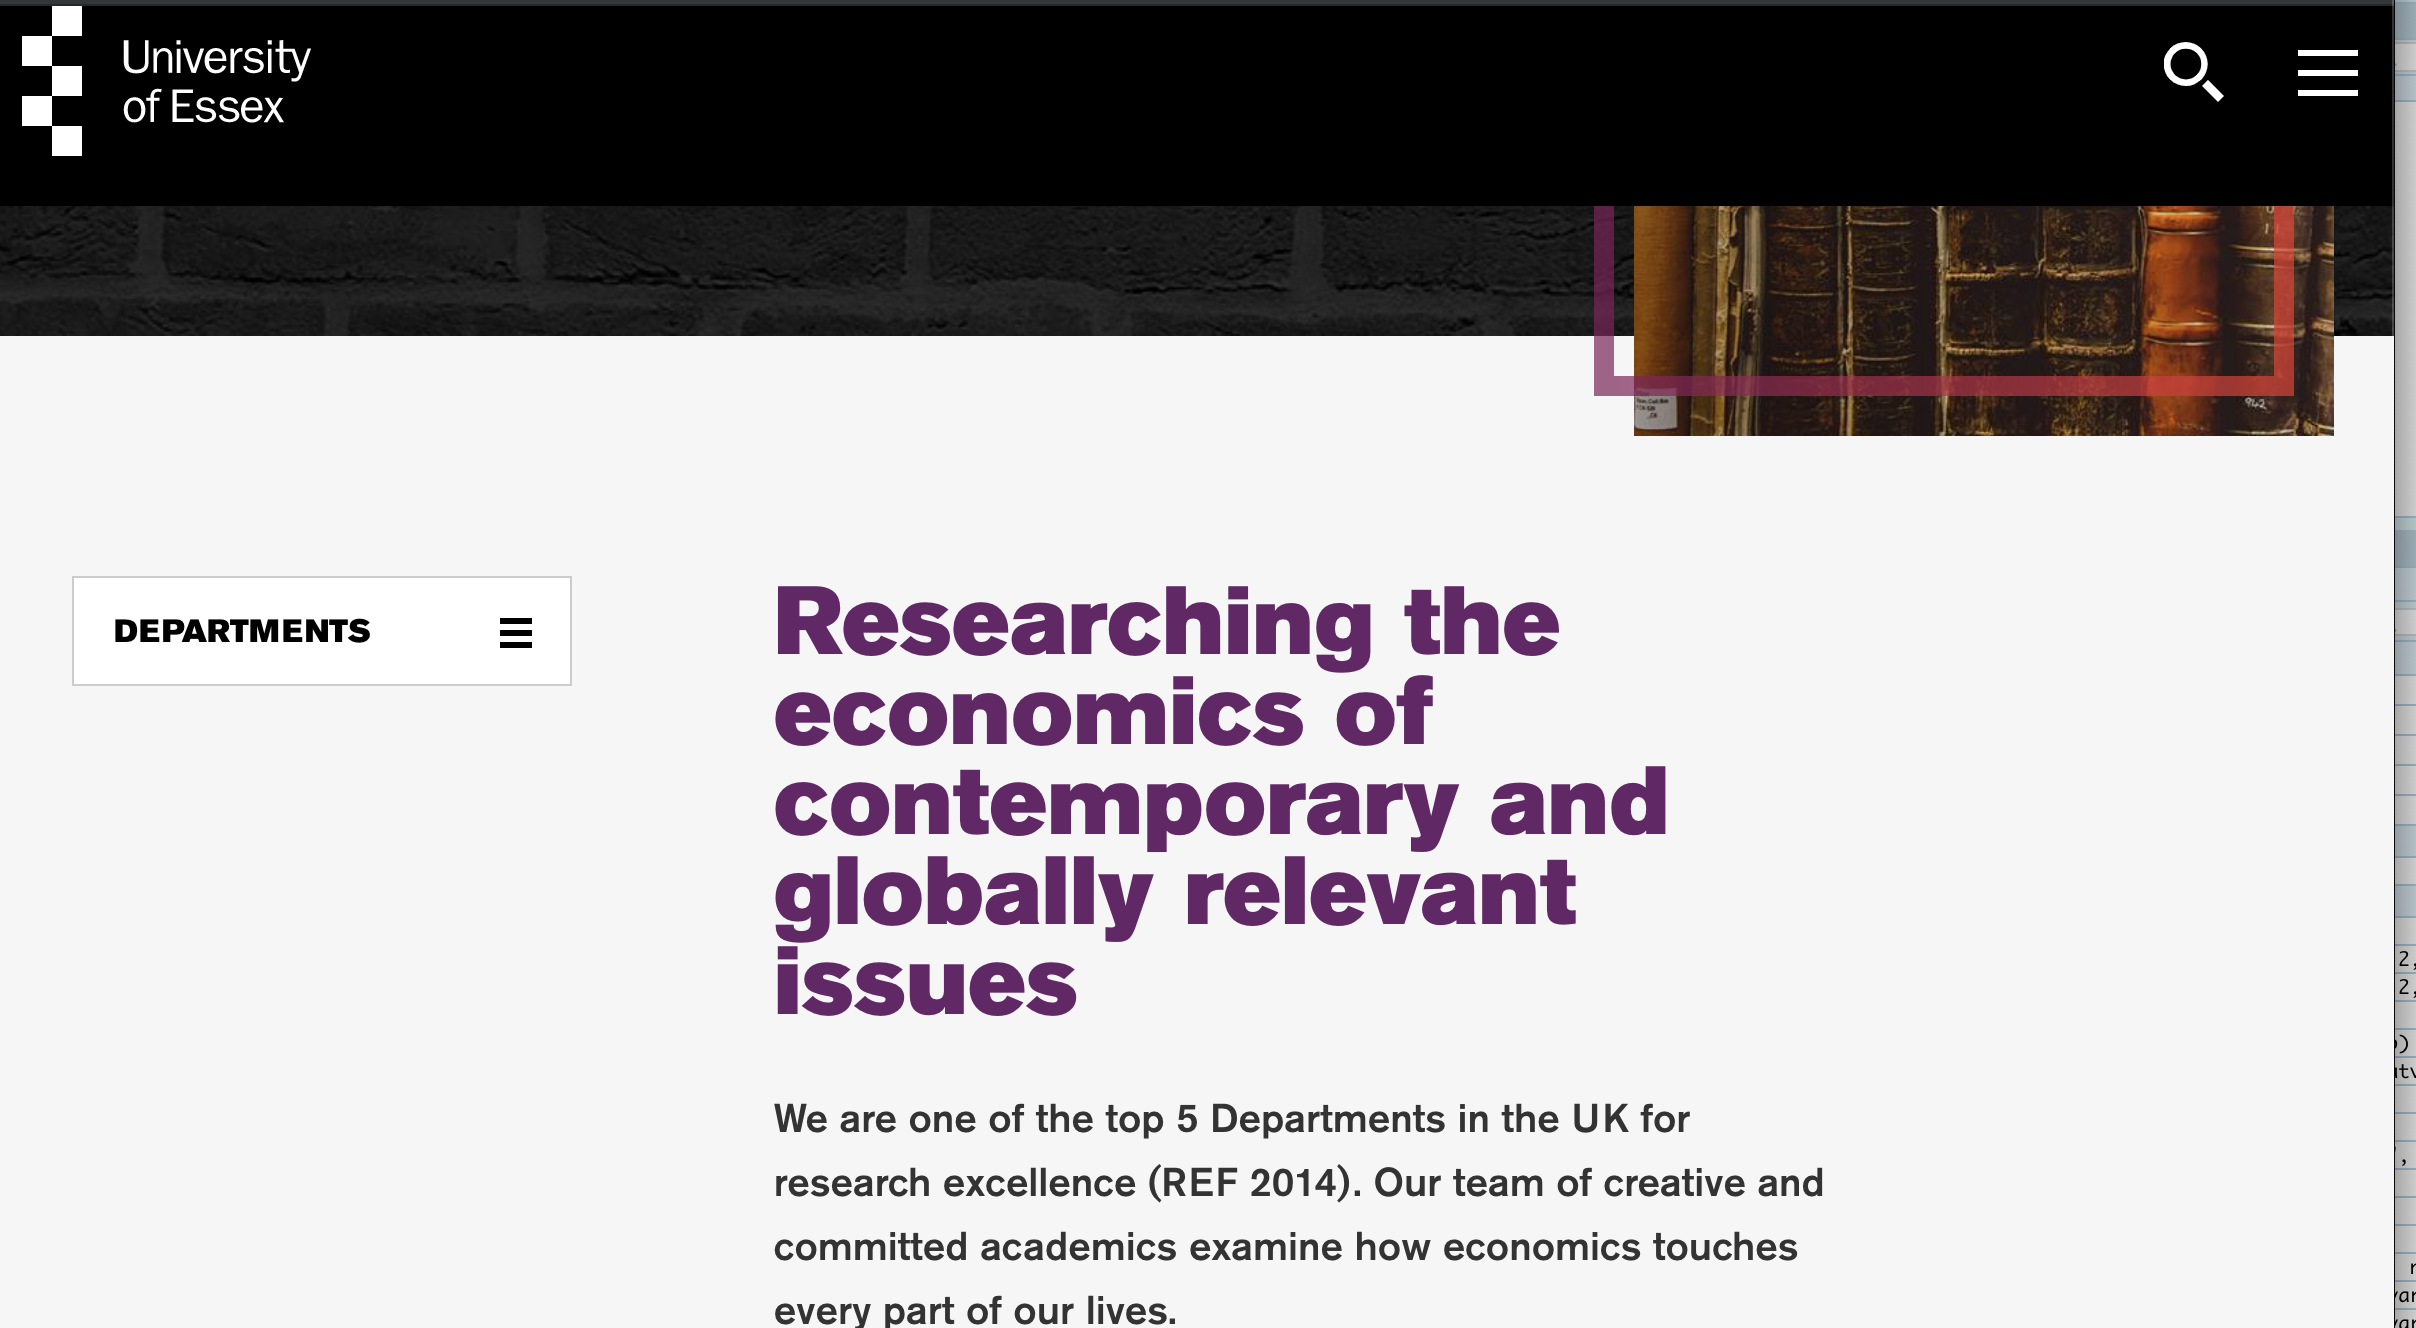 University
of Essex
942
DEPARTMENTS
Researching the
economics of
contemporary and
globally relevant
issues
We are one of the top 5 Departments in the UK for
research excellence (REF 2014). Our team of creative and
committed academics examine how economics touches
every part of our lives.